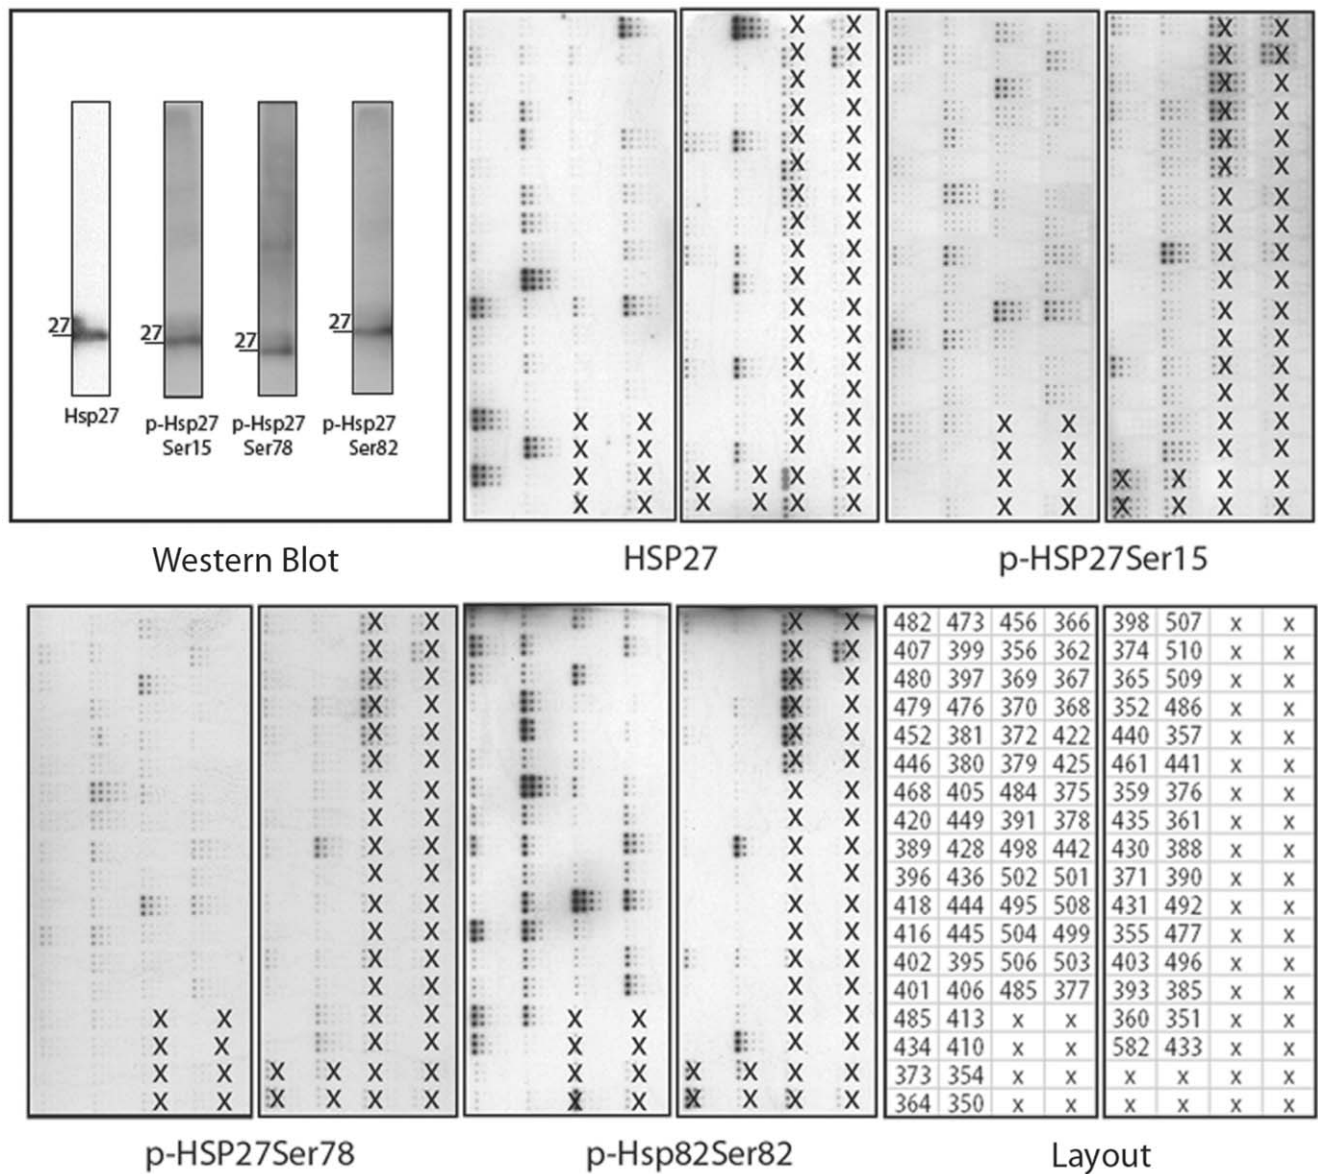 27
27
27
27
Hsp27
p-Hsp27
Ser15
p-Hsp27
Ser78
p-Hsp27
Ser82
X X X X
X X X X
X X X X
X X X X
X X X X
X X X X
X X X X
X X X X
X X X X
X X X X
X X X X
X X X X
X X X X
X X X X
X X X X X X X X
X X X X X X X X
X X X X X X X X X X X X
X X X X X X X X X X X X
Western Blot
HSP27
p-HSP27Ser15
X X X X
X X X X
X X X X
X X X X
X X X X
X X X X
X X X X
X X X X
X X X X
X X X X
X X X X
X X X X
X X X X
X X X X
X X X X X X X X
X X X X X X X X
X X X X X X X X X X X X
X X X X X X X X X X X X
482 473 456 366 398 507 x x
407 399 356 362 374 510 x x
480 397 369 367 365 509 x x
479 476 370 368 352 486 x x
452 381 372 422 440 357 x x
446 380 379 425 461 441 x x
468 405 484 375 359 376 x x
420 449 391 378 435 361 x x
389 428 498 442 430 388 x x
396 436 502 501 371 390 x x
418 444 495 508 431 492 x x
416 445 504 499 355 477 x x
402 395 506 503 403 496 x x
401 406 485 377 393 385 x x
485 413 x x 360 351 x x
434 410 x x 582 433 x x
373 354 x x x x x x
364 350 x x x x x x
p-HSP27Ser78
p-Hsp82Ser82
Layout